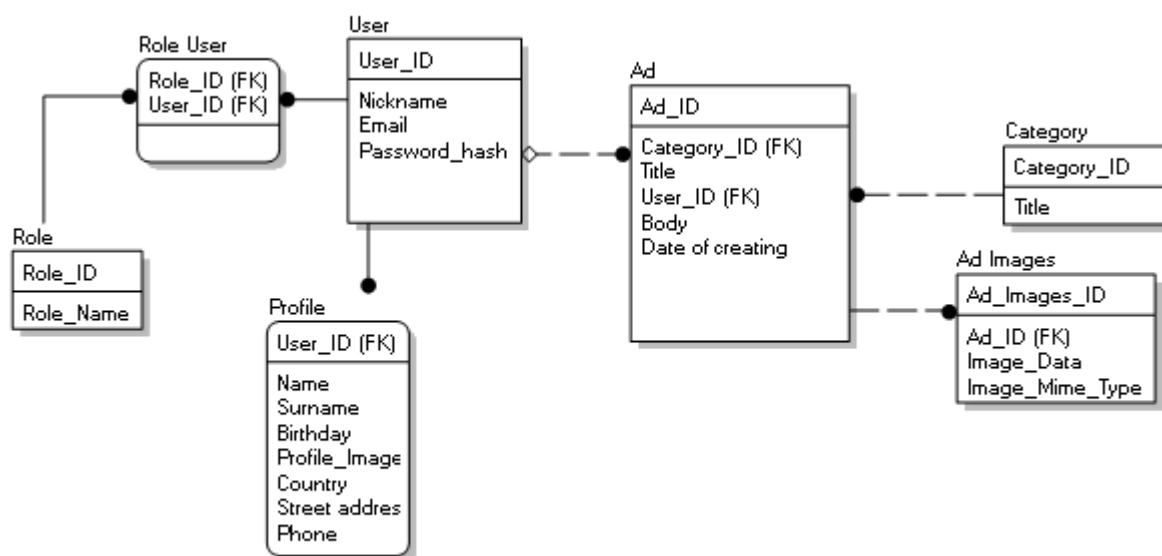 Role User
Role_ID (FK)
User_ID (FK)
User
User_ID
Nickname
Email
Password_hash
Ad
Ad_ID
Category_ID (FK)
Title
User_ID (FK)
Body
Date of creating
Category
Category_ID
Title
Role
Role_ID
Role_Name
Profile
User_ID (FK)
Name
Surname
Birthday
Profile_Image
Country
Street addres
Phone
Ad Images
Ad_Images_ID
Ad_ID (FK)
Image_Data
Image_Mime_Type